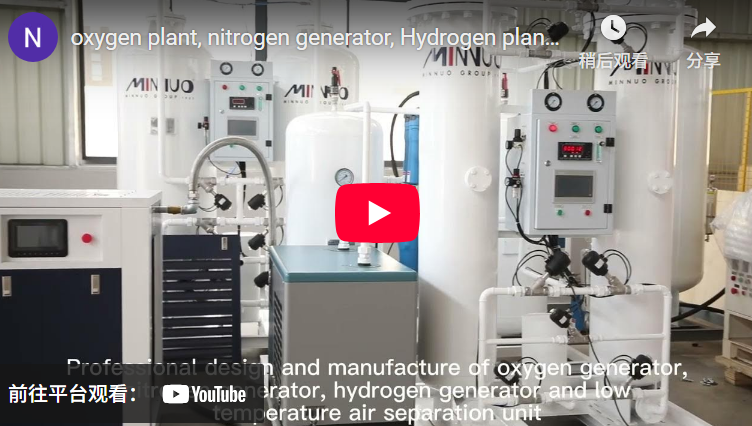 N
oxygen plant, nitrogen generator, Hydrogen plan...
稍后观看
分享
MINNUO
MINNUO GROUP
MINNUO
MINNUO GROUP
Professional design and manufacture of oxygen generator,
generator, hydrogen generator and low
temperature air separation unit
前往平台观看：
YouTube